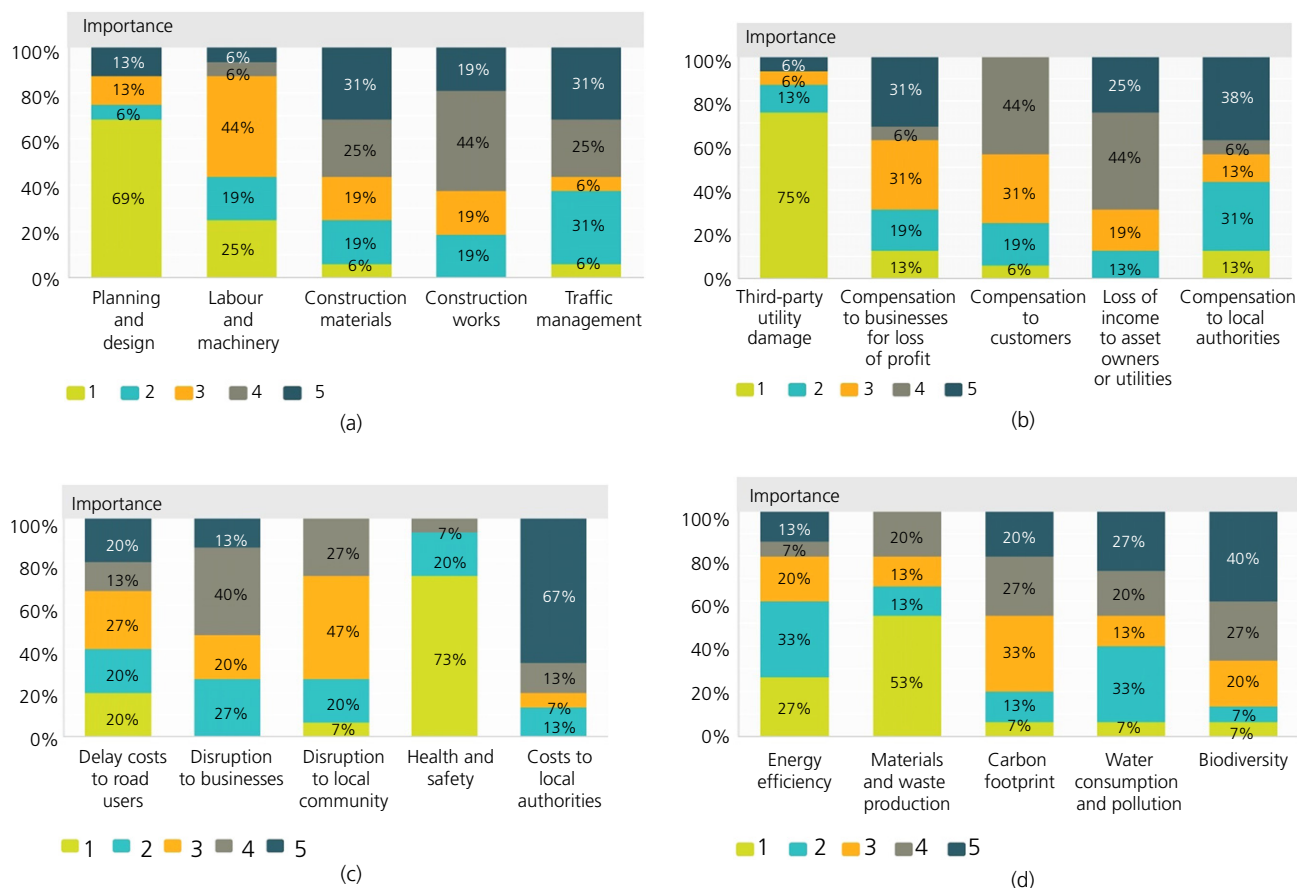 Importance
100%
80%
60%
40%
20%
0%
13%
13%
6%
69%
6%
6%
44%
19%
25%
31%
25%
19%
19%
6%
19%
44%
19%
19%
31%
25%
6%
31%
6%
Planning
and
design
Labour
and
machinery
Construction
materials
Construction
works
Traffic
management
1 2 3 4 5
(a)
Importance
100%
80%
60%
40%
20%
0%
6%
6%
13%
75%
31%
6%
31%
19%
13%
44%
31%
19%
6%
25%
44%
19%
13%
38%
6%
13%
31%
13%
Third-party
utility
damage
Compensation
to businesses
for loss
of profit
Compensation
to
customers
Loss of
income
to asset
owners
or utilities
Compensation
to local
authorities
1 2 3 4 5
(b)
Importance
100%
80%
60%
40%
20%
0%
20%
13%
27%
20%
20%
13%
40%
20%
27%
27%
47%
20%
7%
7%
20%
73%
67%
13%
7%
13%
Delay costs
to road
users
Disruption
to businesses
Disruption
to local
community
Health and
safety
Costs to
local
authorities
1 2 3 4 5
(c)
Importance
100%
80%
60%
40%
20%
0%
13%
7%
20%
33%
27%
20%
13%
13%
53%
20%
27%
33%
13%
7%
27%
20%
13%
33%
7%
40%
27%
20%
7%
7%
Energy
efficiency
Materials
and waste
production
Carbon
footprint
Water
consumption
and pollution
Biodiversity
1 2 3 4 5
(d)